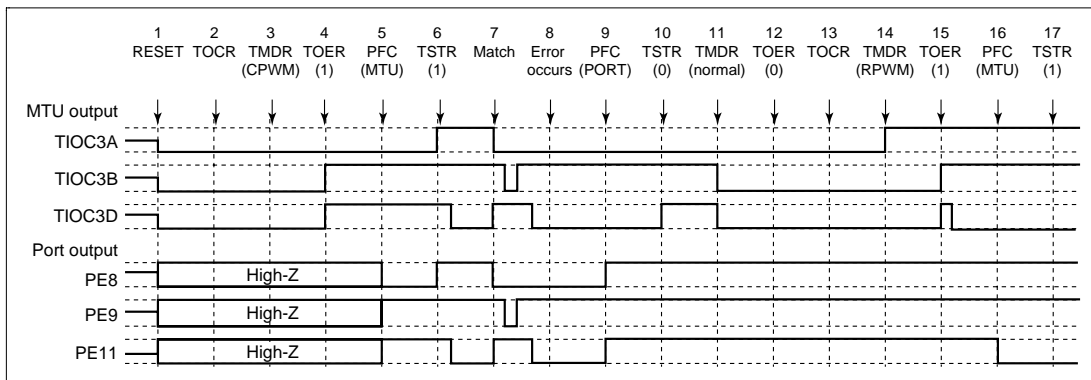 1 2 3 4 5 6 7 8 9 10 11 12 13 14 15 16 17
RESET TOCR TMDR TOER PFC TSTR Match Error PFC TSTR TMDR TOER TOCR TMDR TOER PFC TSTR
(CPWM) (1) (MTU) (1) occurs (PORT) (0) (normal) (0) (RPWM) (1) (MTU) (1)
MTU output
TIOC3A
TIOC3B
TIOC3D
Port output
PE8 High-Z
PE9 High-Z
PE11 High-Z